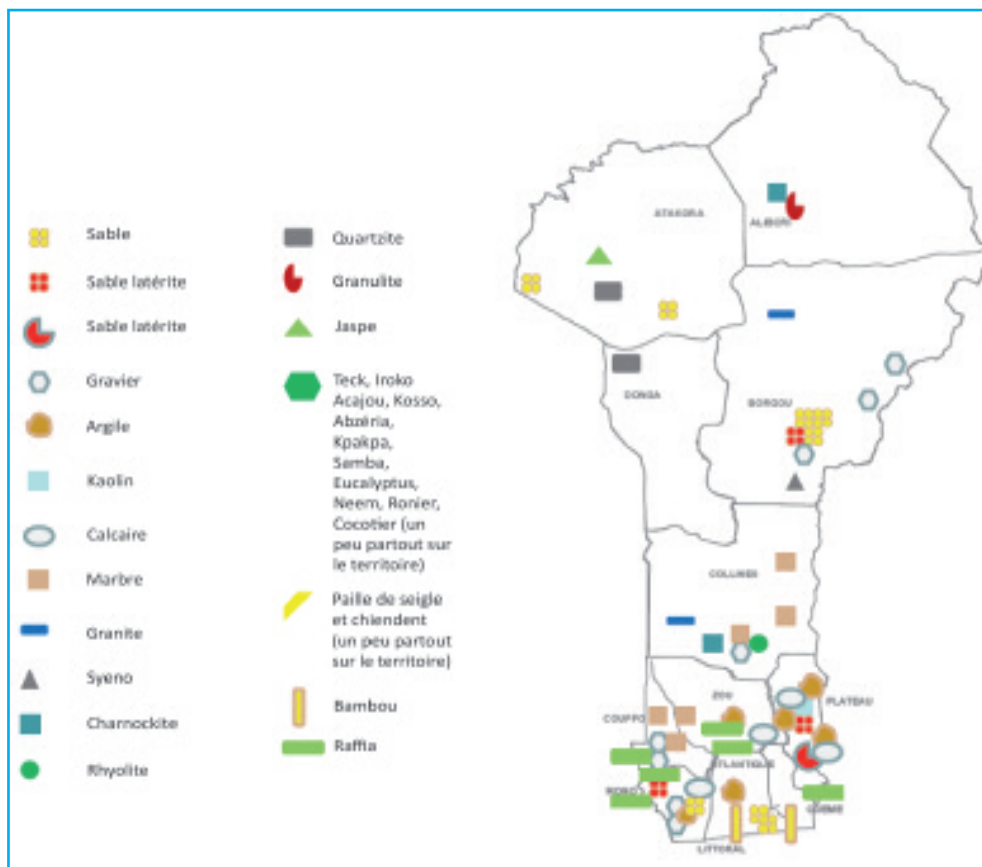 Sable
Sable latérite
Sable latérite
Gravier
Argile
Kaolin
Calcaire
Marbre
Granite
Syeno
Charnockite
Rhyolite
Quartzite
Granulite
Jaspe
Teck, Iroko
Acajou, Kosso,
Abzéria,
Kpakpa,
Samba,
Eucalyptus,
Neem, Ronier,
Cocotier (un
peu partout sur
le territoire)
Paille de seigle
et chiendent
(un peu partout
sur le territoire)
Bambou
Raffia
ATAKORA
ALIBORI
DONGA
BORGOU
COLLINES
ZOU
PLATEAU
COUFFO
ATLANTIQUE
MONO
OUEME
LITTORAL